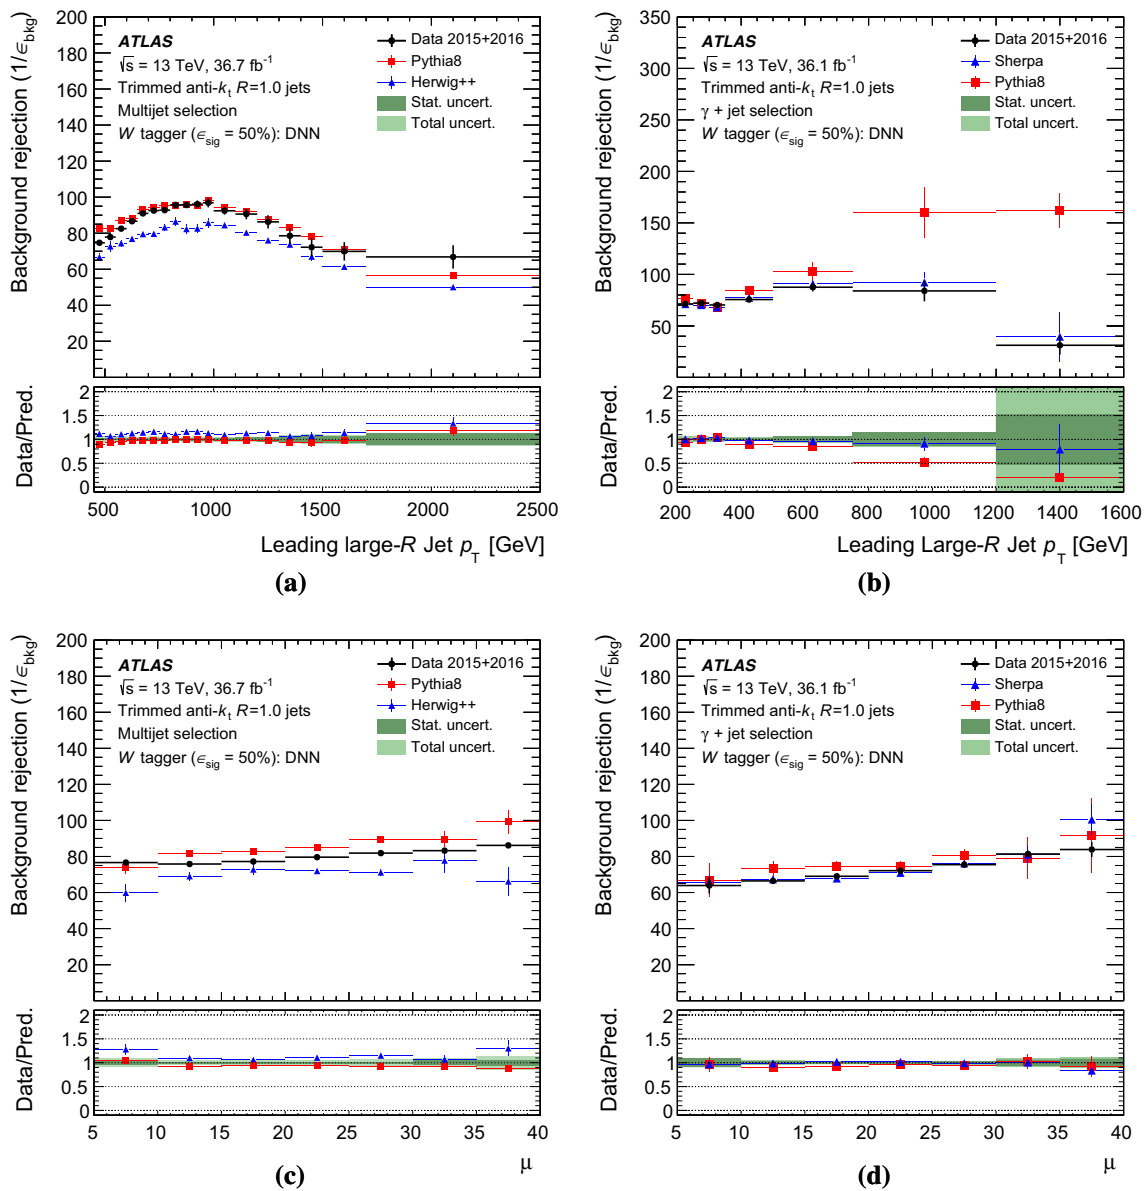 Background rejection (1/ϵbkg)
200
180
160
140
120
100
80
60
40
20
ATLAS
√s = 13 TeV, 36.7 fb⁻¹
Trimmed anti-kt R=1.0 jets
Multijet selection
W tagger (ϵsig = 50%): DNN
Data 2015+2016
Pythia8
Herwig++
Stat. uncert.
Total uncert.
Data/Pred.
2
1.5
1
0.5
0
500 1000 1500 2000 2500
Leading large-R Jet pT [GeV]
(a)
Background rejection (1/ϵbkg)
350
300
250
200
150
100
50
ATLAS
√s = 13 TeV, 36.1 fb⁻¹
Trimmed anti-kt R=1.0 jets
γ + jet selection
W tagger (ϵsig = 50%): DNN
Data 2015+2016
Sherpa
Pythia8
Stat. uncert.
Total uncert.
Data/Pred.
2
1.5
1
0.5
0
200 400 600 800 1000 1200 1400 1600
Leading Large-R Jet pT [GeV]
(b)
Background rejection (1/ϵbkg)
200
180
160
140
120
100
80
60
40
20
ATLAS
√s = 13 TeV, 36.7 fb⁻¹
Trimmed anti-kt R=1.0 jets
Multijet selection
W tagger (ϵsig = 50%): DNN
Data 2015+2016
Pythia8
Herwig++
Stat. uncert.
Total uncert.
Data/Pred.
2
1.5
1
0.5
0
5 10 15 20 25 30 35 40
μ
(c)
Background rejection (1/ϵbkg)
200
180
160
140
120
100
80
60
40
20
ATLAS
√s = 13 TeV, 36.1 fb⁻¹
Trimmed anti-kt R=1.0 jets
γ + jet selection
W tagger (ϵsig = 50%): DNN
Data 2015+2016
Sherpa
Pythia8
Stat. uncert.
Total uncert.
Data/Pred.
2
1.5
1
0.5
0
5 10 15 20 25 30 35 40
μ
(d)